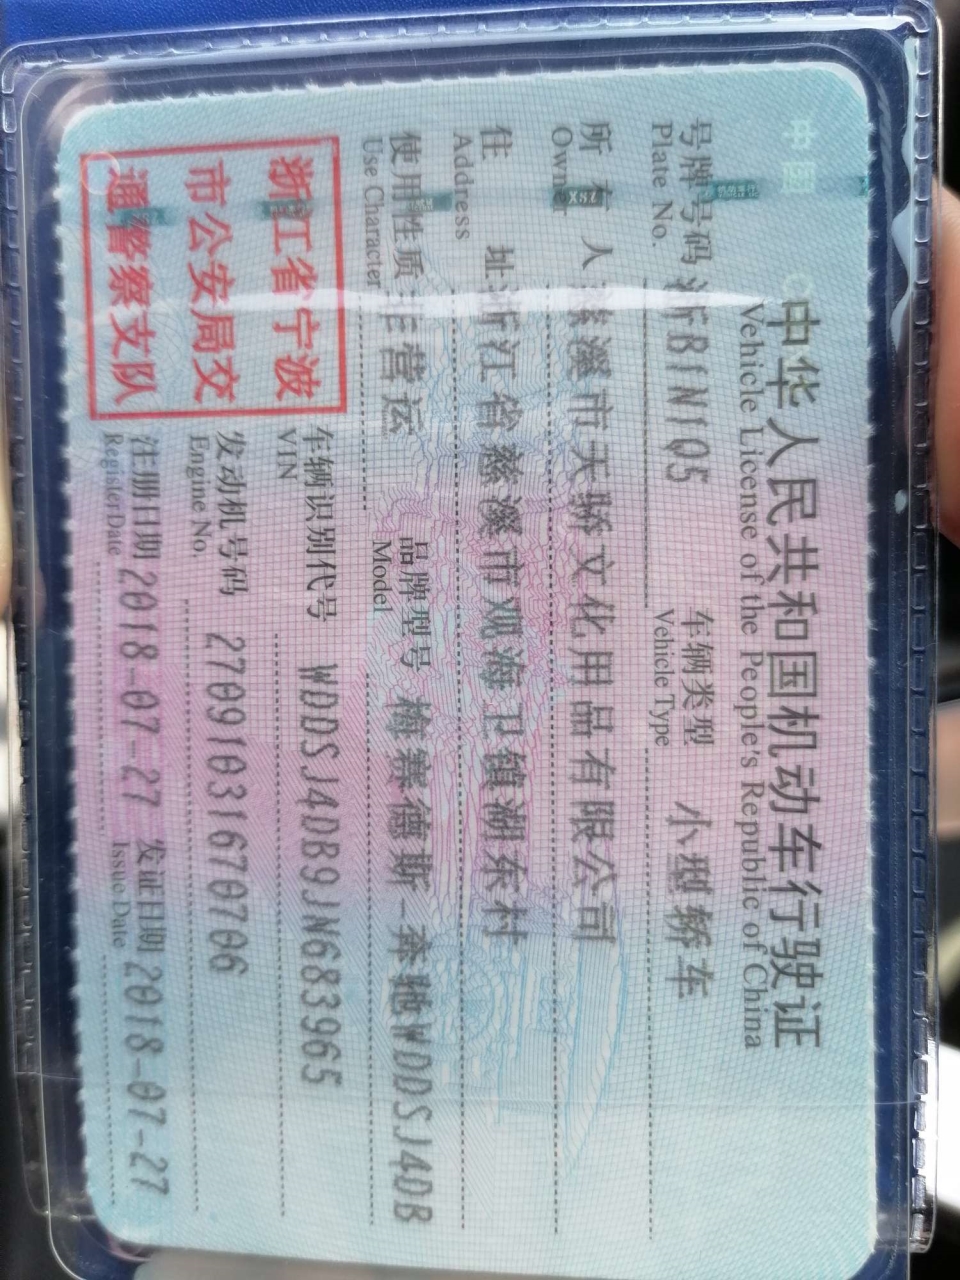 中华人民共和国机动车行驶证
Vehicle License of the People's Republic of China
号牌号码 浙B1N1Q5 车辆类型 小型轿车
Plate No. Vehicle Type
所有人 慈溪市天骄文化用品有限公司
Owner
住址 浙江省慈溪市观海卫镇湖东村
Address
使用性质 非营运 品牌型号 梅赛德斯-奔驰WDDSJ4DB
Use Character Model
浙江省宁波
市公安局交
通警察支队
车辆识别代号 WDDSJ4DB9JN683965
VIN
发动机号码 27091031670706
Engine No.
注册日期 2018-07-27 发证日期 2018-07-27
Register Date Issue Date